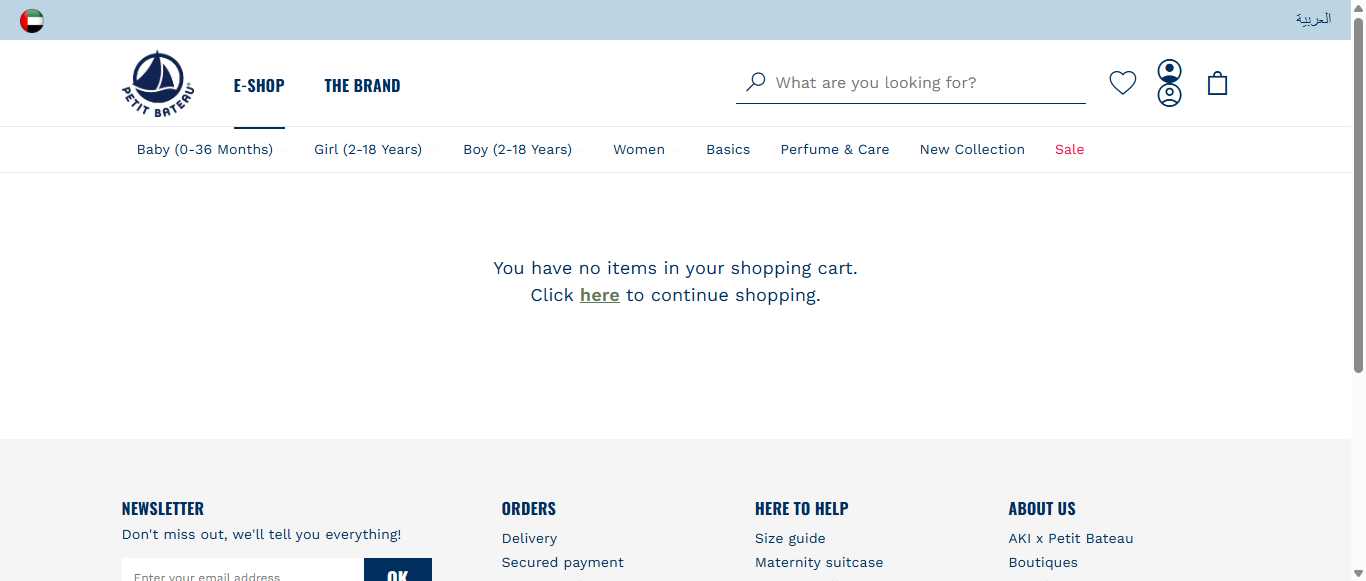 العربية
PETIT BATEAU
E-SHOP
THE BRAND
What are you looking for?
Baby (0-36 Months)
Girl (2-18 Years)
Boy (2-18 Years)
Women
Basics
Perfume & Care
New Collection
Sale
You have no items in your shopping cart.
Click here to continue shopping.
NEWSLETTER
Don't miss out, we'll tell you everything!
Enter your email address
OK
ORDERS
Delivery
Secured payment
HERE TO HELP
Size guide
Maternity suitcase
ABOUT US
AKI x Petit Bateau
Boutiques